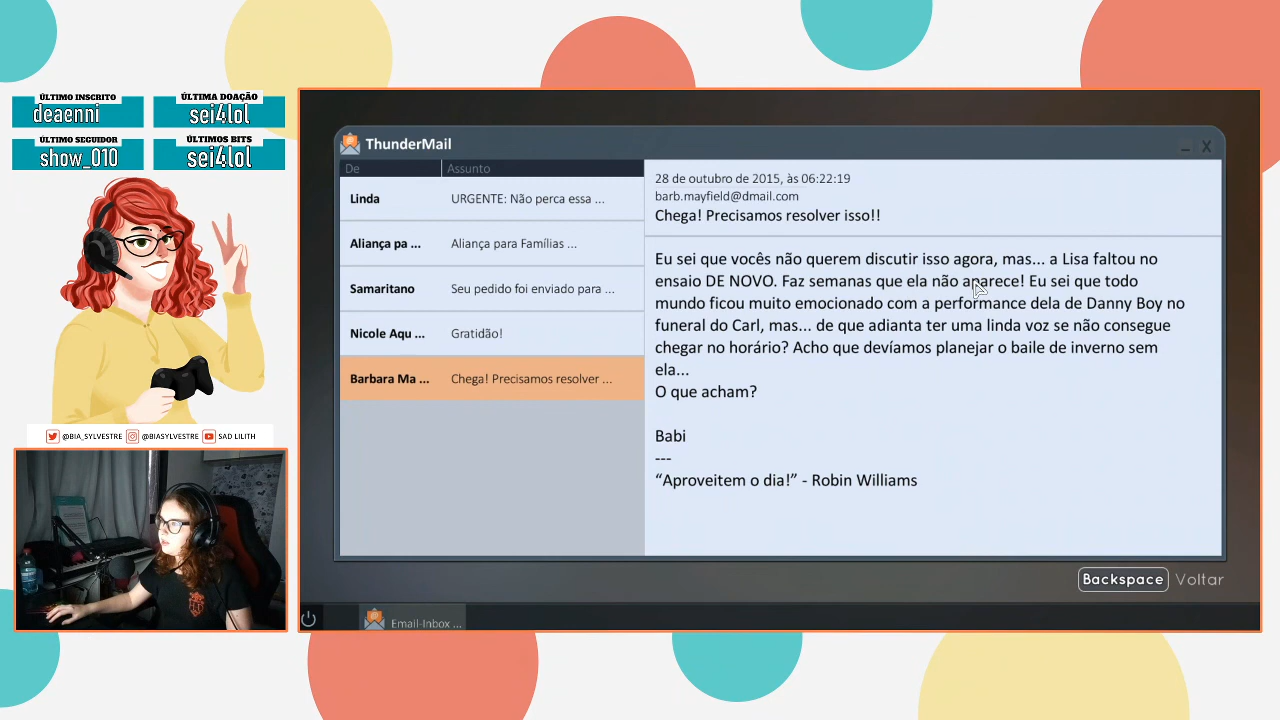 ÚLTIMO INSCRITO
deaenni
ÚLTIMA DOAÇÃO
sei4lol
ÚLTIMO SEGUIDOR
show_010
ÚLTIMOS BITS
sei4lol
@BIA_SYLVESTRE @BIASYLVESTRE SAD LILITH
ThunderMail
De Assunto
Linda URGENTE: Não perca essa ...
Aliança pa ... Aliança para Famílias ...
Samaritano Seu pedido foi enviado para ...
Nicole Aqu ... Gratidão!
Barbara Ma ... Chega! Precisamos resolver ...
28 de outubro de 2015, às 06:22:19
barb.mayfield@dmail.com
Chega! Precisamos resolver isso!!
Eu sei que vocês não querem discutir isso agora, mas... a Lisa faltou no
ensaio DE NOVO. Faz semanas que ela não aparece! Eu sei que todo
mundo ficou muito emocionado com a performance dela de Danny Boy no
funeral do Carl, mas... de que adianta ter uma linda voz se não consegue
chegar no horário? Acho que devíamos planejar o baile de inverno sem
ela...
O que acham?
Babi
---
“Aproveitem o dia!” - Robin Williams
Backspace Voltar
Email-Inbox ...